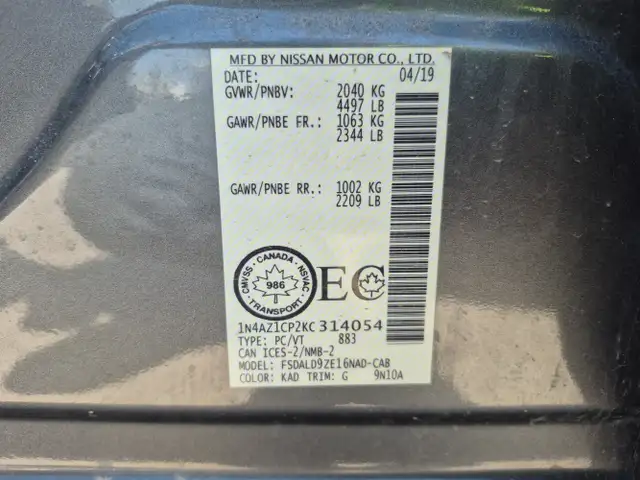 MFD BY NISSAN MOTOR CO., LTD.
DATE: 04/19
GVWR/PNBV: 2040 KG
4497 LB
GAWR/PNBE FR.: 1063 KG
2344 LB
GAWR/PNBE RR.: 1002 KG
2209 LB
CMVSS · CANADA · NSVAC
986
TRANSPORT
EC
1N4AZ1CP2KC314054
TYPE: PC/VT 883
CAN ICES-2/NMB-2
MODEL: FSDALD9ZE16NAD-CAB
COLOR: KAD TRIM: G 9N10A